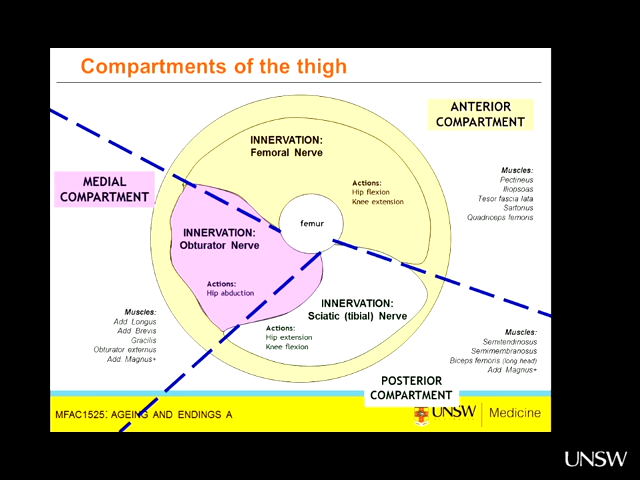 Compartments of the thigh
ANTERIOR
COMPARTMENT
INNERVATION:
Femoral Nerve
Actions:
Hip flexion
Knee extension
Muscles:
Pectineus
Iliopsoas
Tesor fascia lata
Sartorius
Quadriceps femoris
MEDIAL
COMPARTMENT
femur
INNERVATION:
Obturator Nerve
Actions:
Hip abduction
Muscles:
Add. Longus
Add. Brevis
Gracilis
Obturator externus
Add. Magnus+
INNERVATION:
Sciatic (tibial) Nerve
Actions:
Hip extension
Knee flexion
Muscles:
Semitendinosus
Semimembranosus
Biceps femoris (long head)
Add. Magnus+
POSTERIOR
COMPARTMENT
MFAC1525: AGEING AND ENDINGS A
UNSW Medicine
UNSW